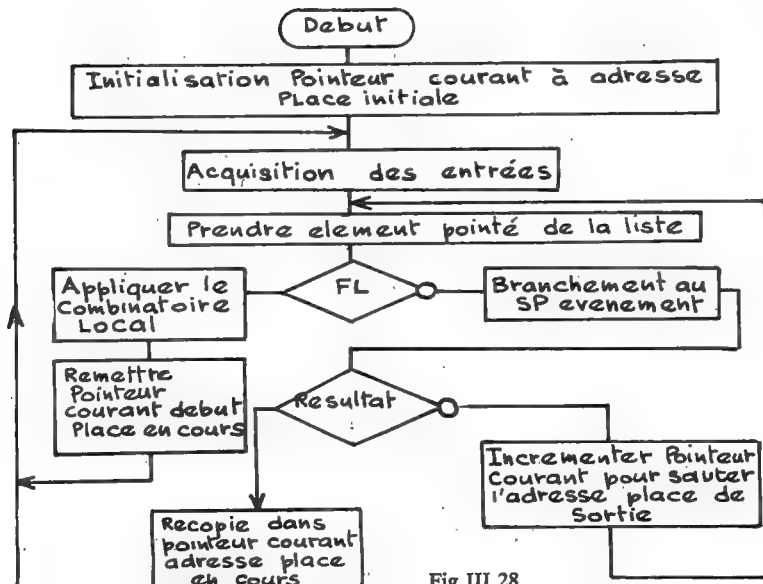 Debut
Initialisation Pointeur courant à adresse
Place initiale
Acquisition des entrées
Prendre element pointé de la liste
FL
Appliquer le
Combinatoire
Local
Branchement au
SP evenement
Remettre
Pointeur
courant debut
Place en cours
Resultat
Incrementer Pointeur
Courant pour sauter
l'adresse place de
Sortie
Recopie dans
pointeur courant
adresse place
en cours
Fig III 28